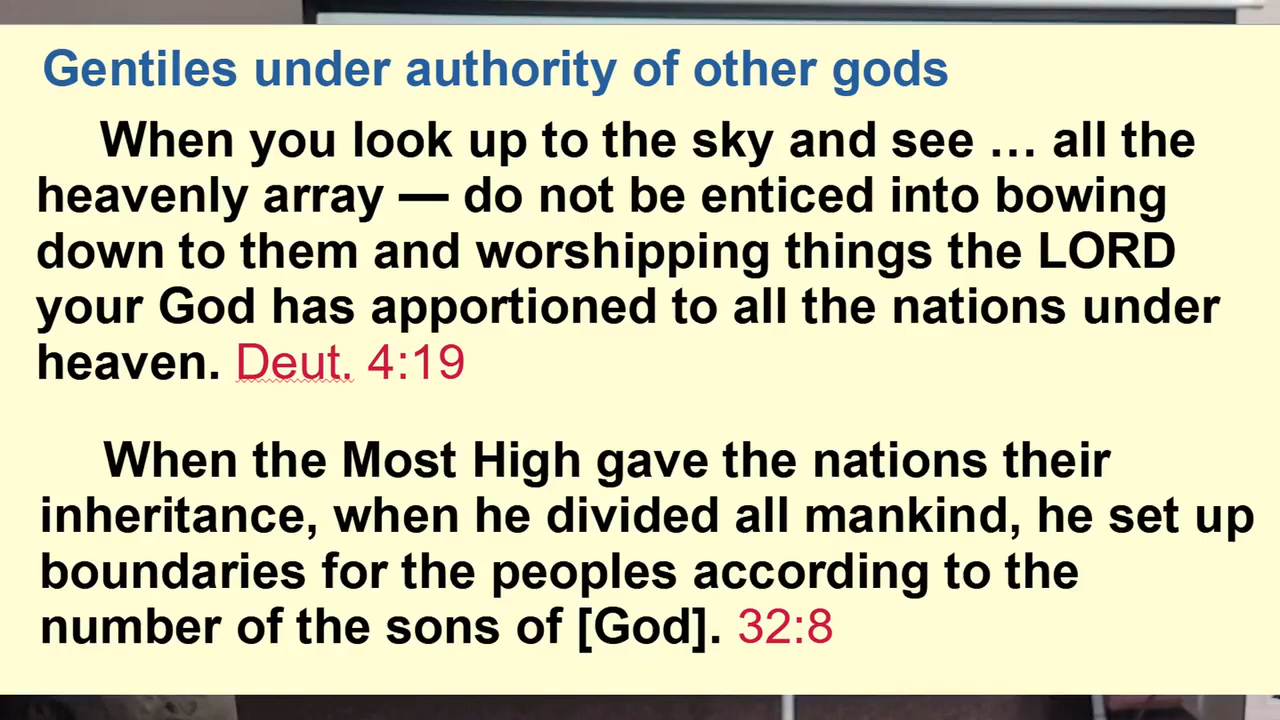 Gentiles under authority of other gods
When you look up to the sky and see … all the
heavenly array — do not be enticed into bowing
down to them and worshipping things the LORD
your God has apportioned to all the nations under
heaven. Deut. 4:19
When the Most High gave the nations their
inheritance, when he divided all mankind, he set up
boundaries for the peoples according to the
number of the sons of [God]. 32:8